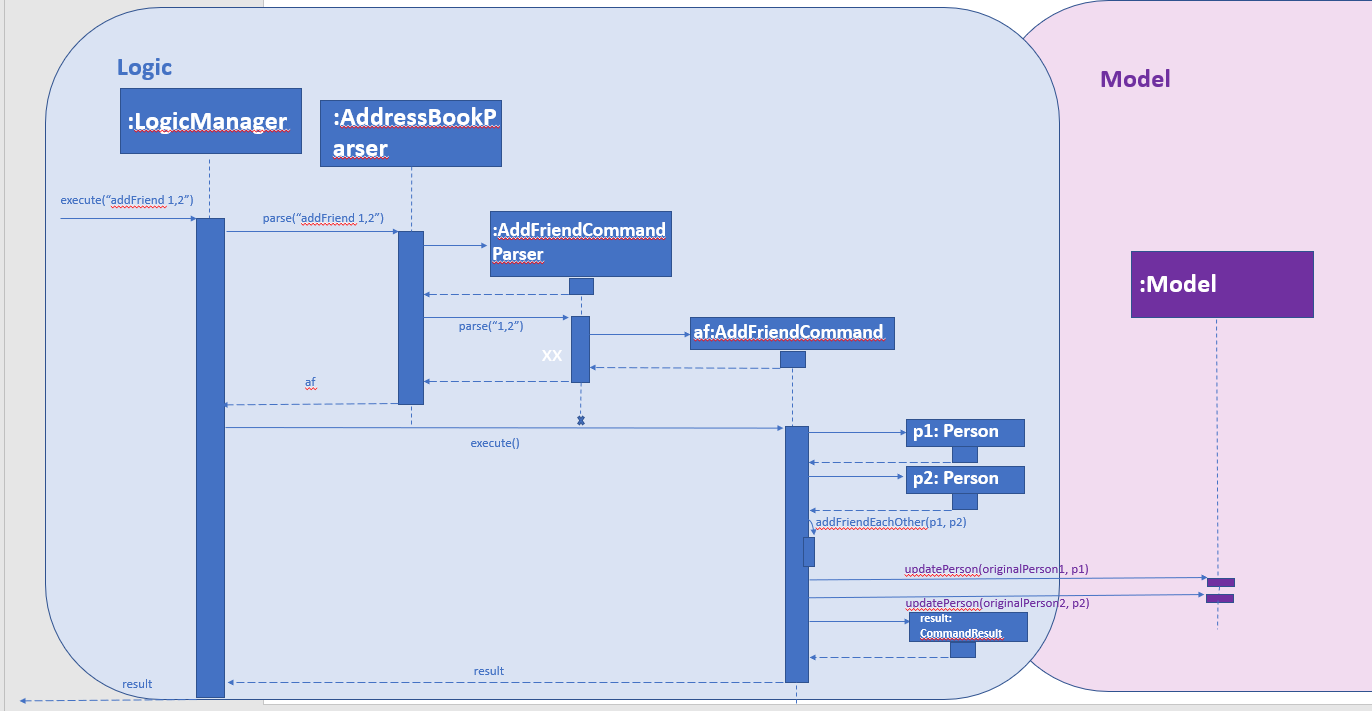 Logic
Model
:LogicManager
:AddressBookP
arser
execute(“addFriend 1,2”)
parse(“addFriend 1,2”)
:AddFriendCommand
Parser
:Model
parse(“1,2”)
af:AddFriendCommand
XX
af
execute()
p1: Person
p2: Person
addFriendEachOther(p1, p2)
updatePerson(originalPerson1, p1)
updatePerson(originalPerson2, p2)
result:
CommandResult
result
result